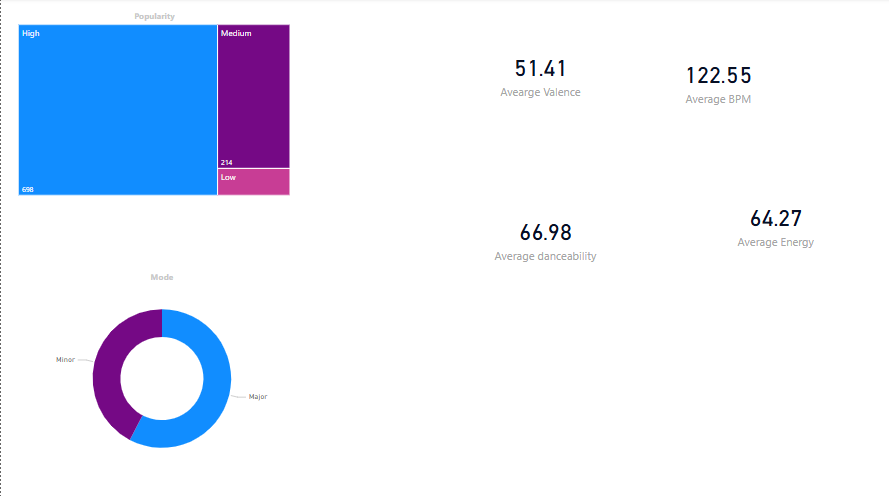 Popularity
High
Medium
698
214
Low
51.41
Avearge Valence
122.55
Average BPM
66.98
Average danceability
64.27
Average Energy
Mode
Minor
Major